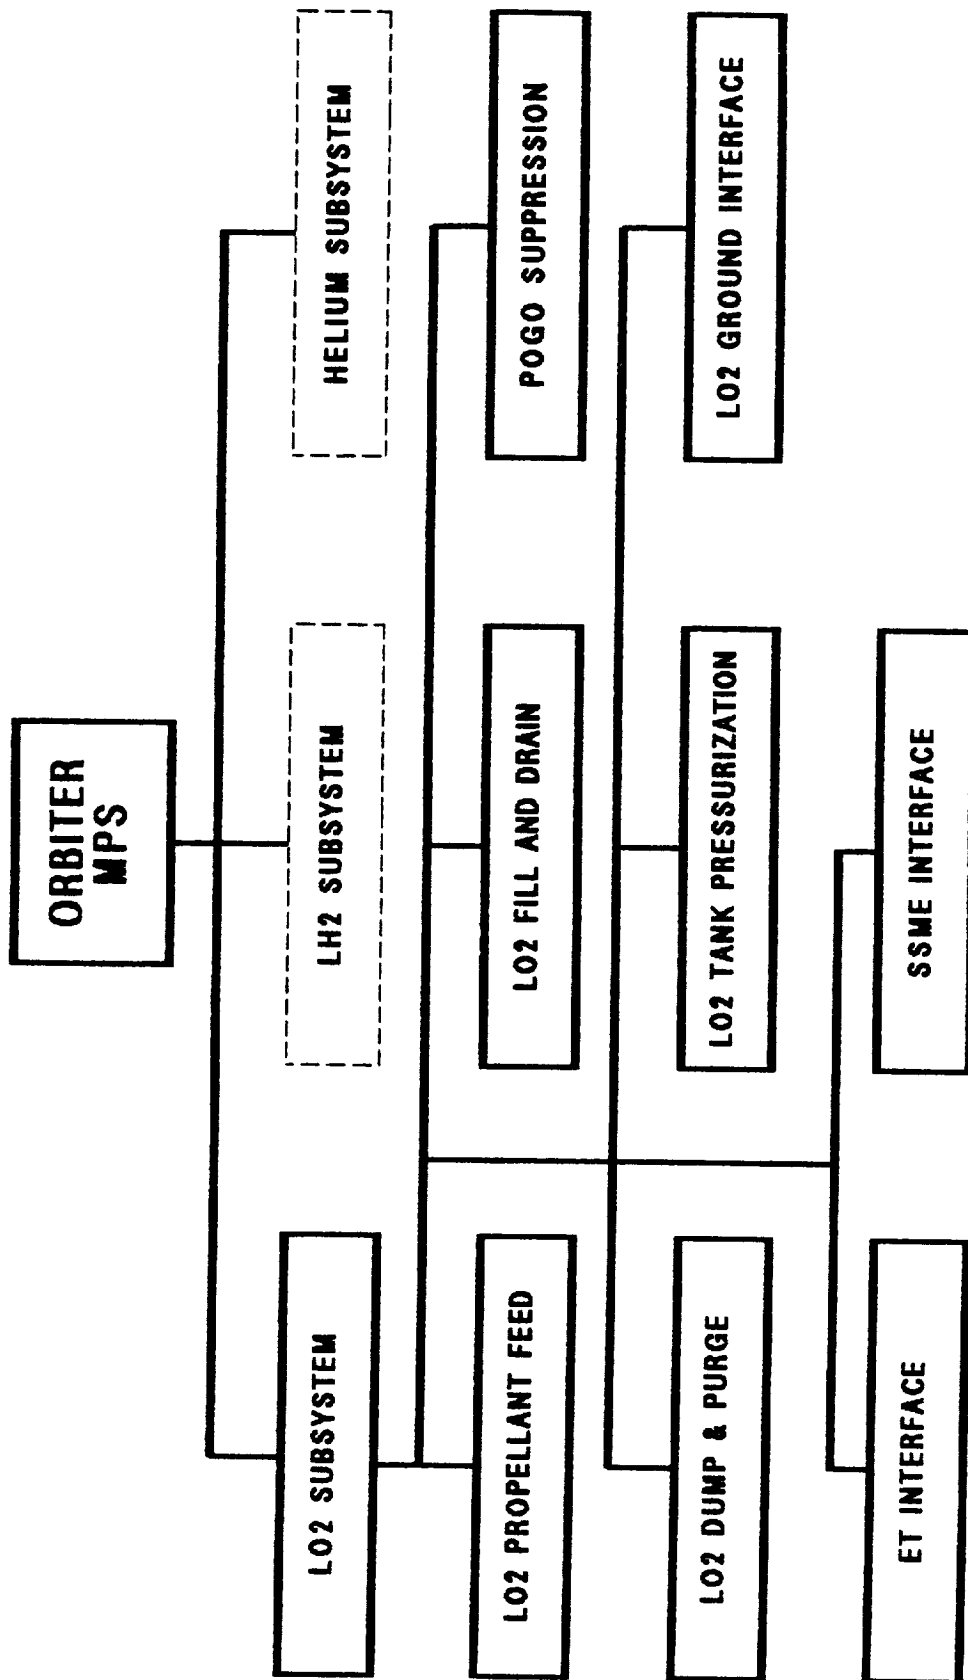 ORBITER
MPS
LO2 SUBSYSTEM
LH2 SUBSYSTEM
HELIUM SUBSYSTEM
LO2 PROPELLANT FEED
LO2 FILL AND DRAIN
POGO SUPPRESSION
LO2 DUMP & PURGE
LO2 TANK PRESSURIZATION
LO2 GROUND INTERFACE
ET INTERFACE
SSME INTERFACE